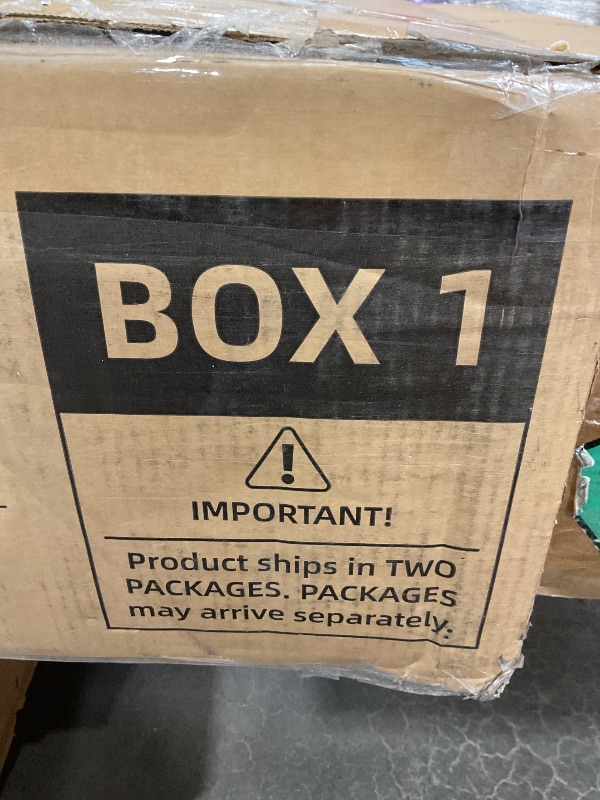 BOX 1
IMPORTANT!
Product ships in TWO
PACKAGES. PACKAGES
may arrive separately.